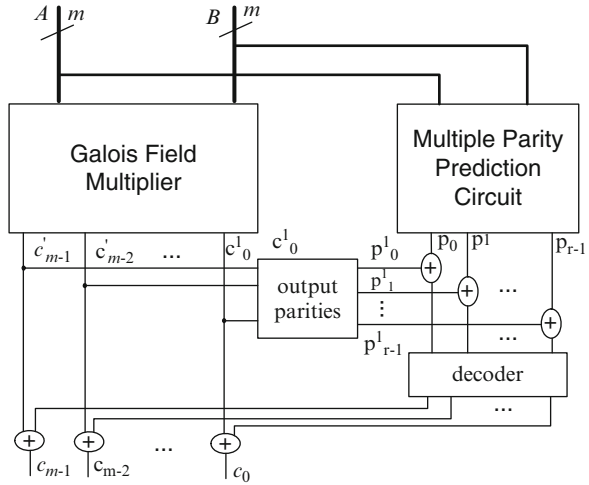 A m B m
Galois Field
Multiplier
Multiple Parity
Prediction
Circuit
c'm-1 c'm-2 ... c¹0 c¹0 p¹0 p0 p¹ pr-1
output
parities
p¹1 ...
⋮
p¹r-1 ...
+ + +
decoder
...
+ + ... +
cm-1 cm-2 c0